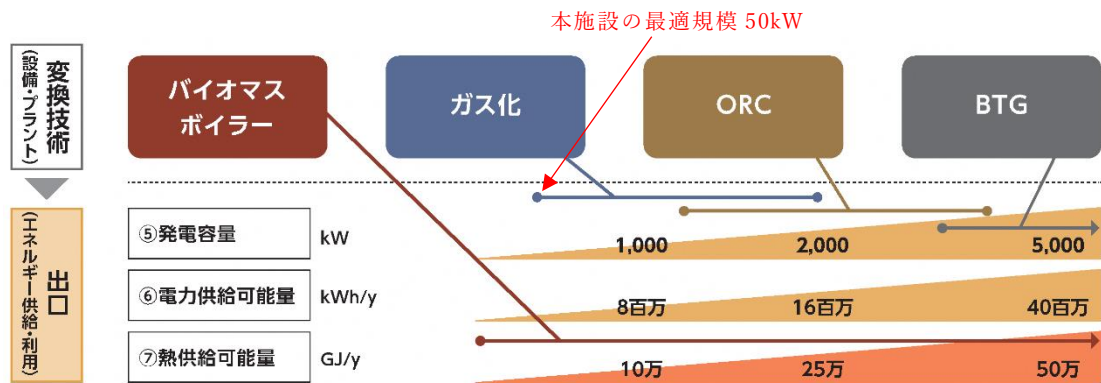 本施設の最適規模 50kW
変換技術
(設備・プラント)
バイオマス
ボイラー
ガス化
ORC
BTG
出口
(エネルギー供給・利用)
⑤発電容量 kW 1,000 2,000 5,000
⑥電力供給可能量 kWh/y 8百万 16百万 40百万
⑦熱供給可能量 GJ/y 10万 25万 50万